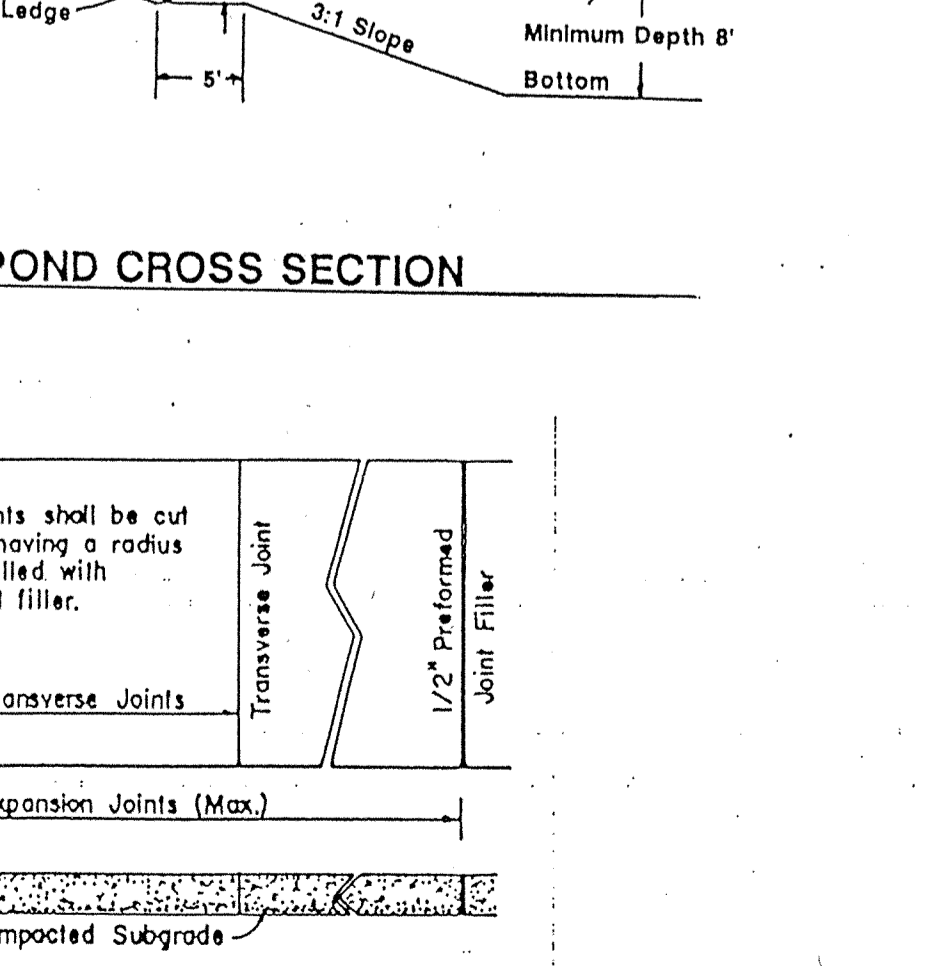 Ledge
3:1 Slope
Minimum Depth 8'
5'
Bottom
POND CROSS SECTION
nts shall be cut
having a radius
lled with
filler.
Transverse Joint
1/2" Preformed
Joint Filler
ansverse Joints
xpansion Joints (Max.)
mpacted Subgrade